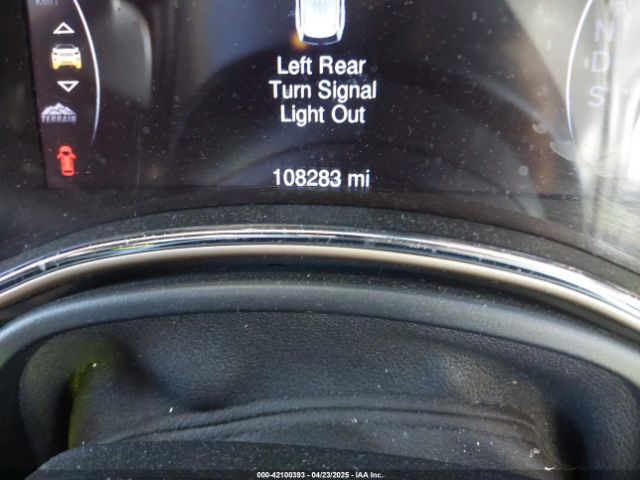 Left Rear
Turn Signal
Light Out
TERRAIN
N
D
S
108283 mi
000-42100393 | 04/23/2025 | IAA Inc.